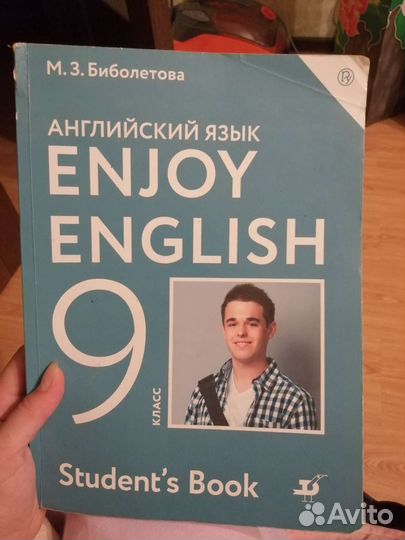 М. З. Биболетова
АНГЛИЙСКИЙ ЯЗЫК
ENJOY
ENGLISH
9
КЛАСС
Student's Book
Avito